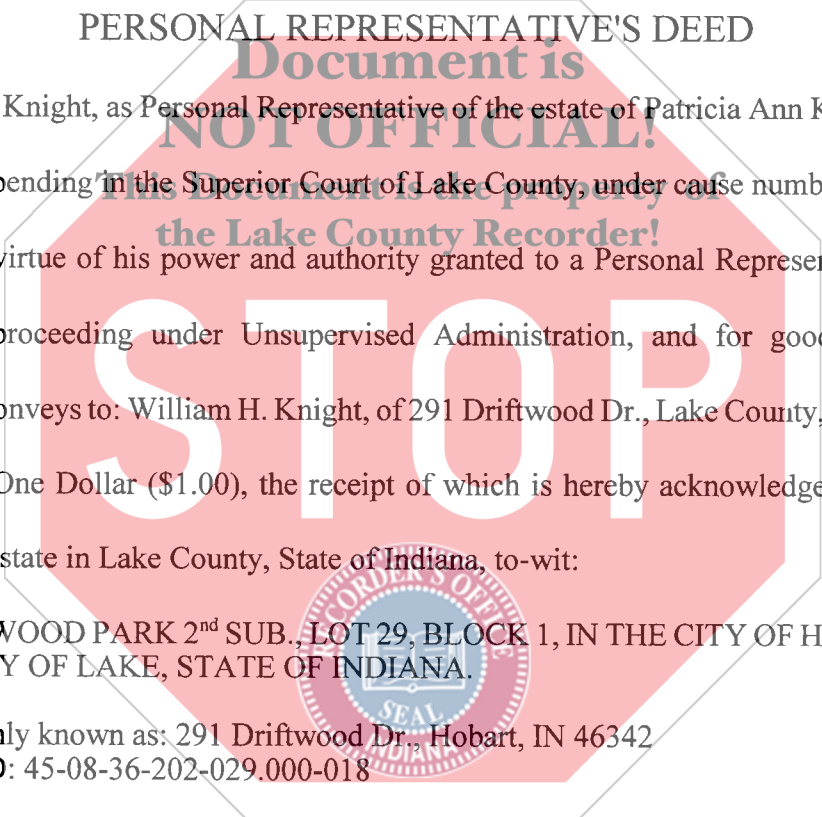 PERSONAL REPRESENTATIVE'S DEED
Document is
Knight, as Personal Representative of the estate of Patricia Ann K
NOT OFFICIAL!
pending in the Superior Court of Lake County, under cause numb
This Document is the property of
the Lake County Recorder!
virtue of his power and authority granted to a Personal Represen
proceeding under Unsupervised Administration, and for good
STOP
onveys to: William H. Knight, of 291 Driftwood Dr., Lake County,
One Dollar ($1.00), the receipt of which is hereby acknowledge
state in Lake County, State of Indiana, to-wit:
RECORDER'S OFFICE
WOOD PARK 2nd SUB., LOT 29, BLOCK 1, IN THE CITY OF H
Y OF LAKE, STATE OF INDIANA.
SEAL
nly known as: 291 Driftwood Dr., Hobart, IN 46342
INDIANA
: 45-08-36-202-029.000-018